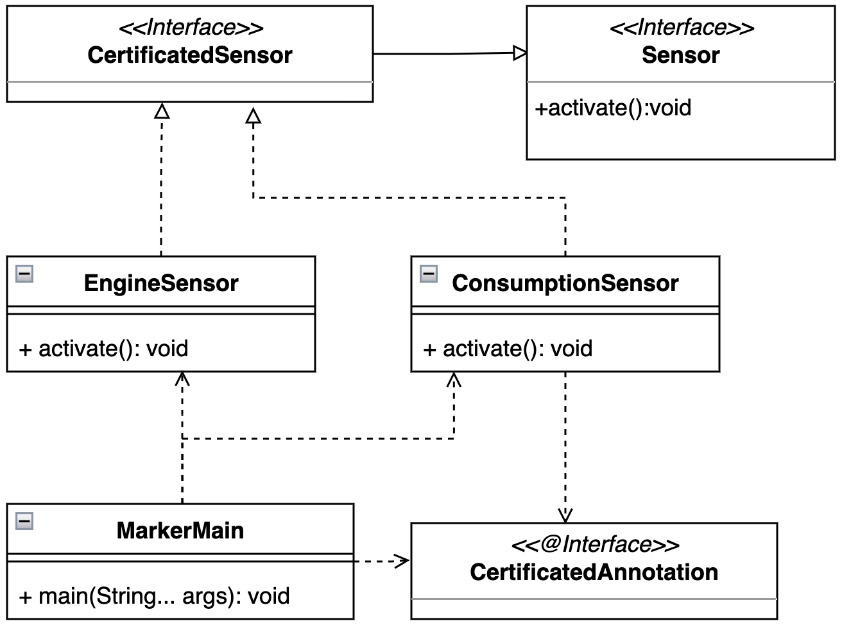 <<Interface>>
CertificatedSensor
<<Interface>>
Sensor
+activate():void
EngineSensor
+ activate(): void
ConsumptionSensor
+ activate(): void
MarkerMain
+ main(String... args): void
<<@Interface>>
CertificatedAnnotation